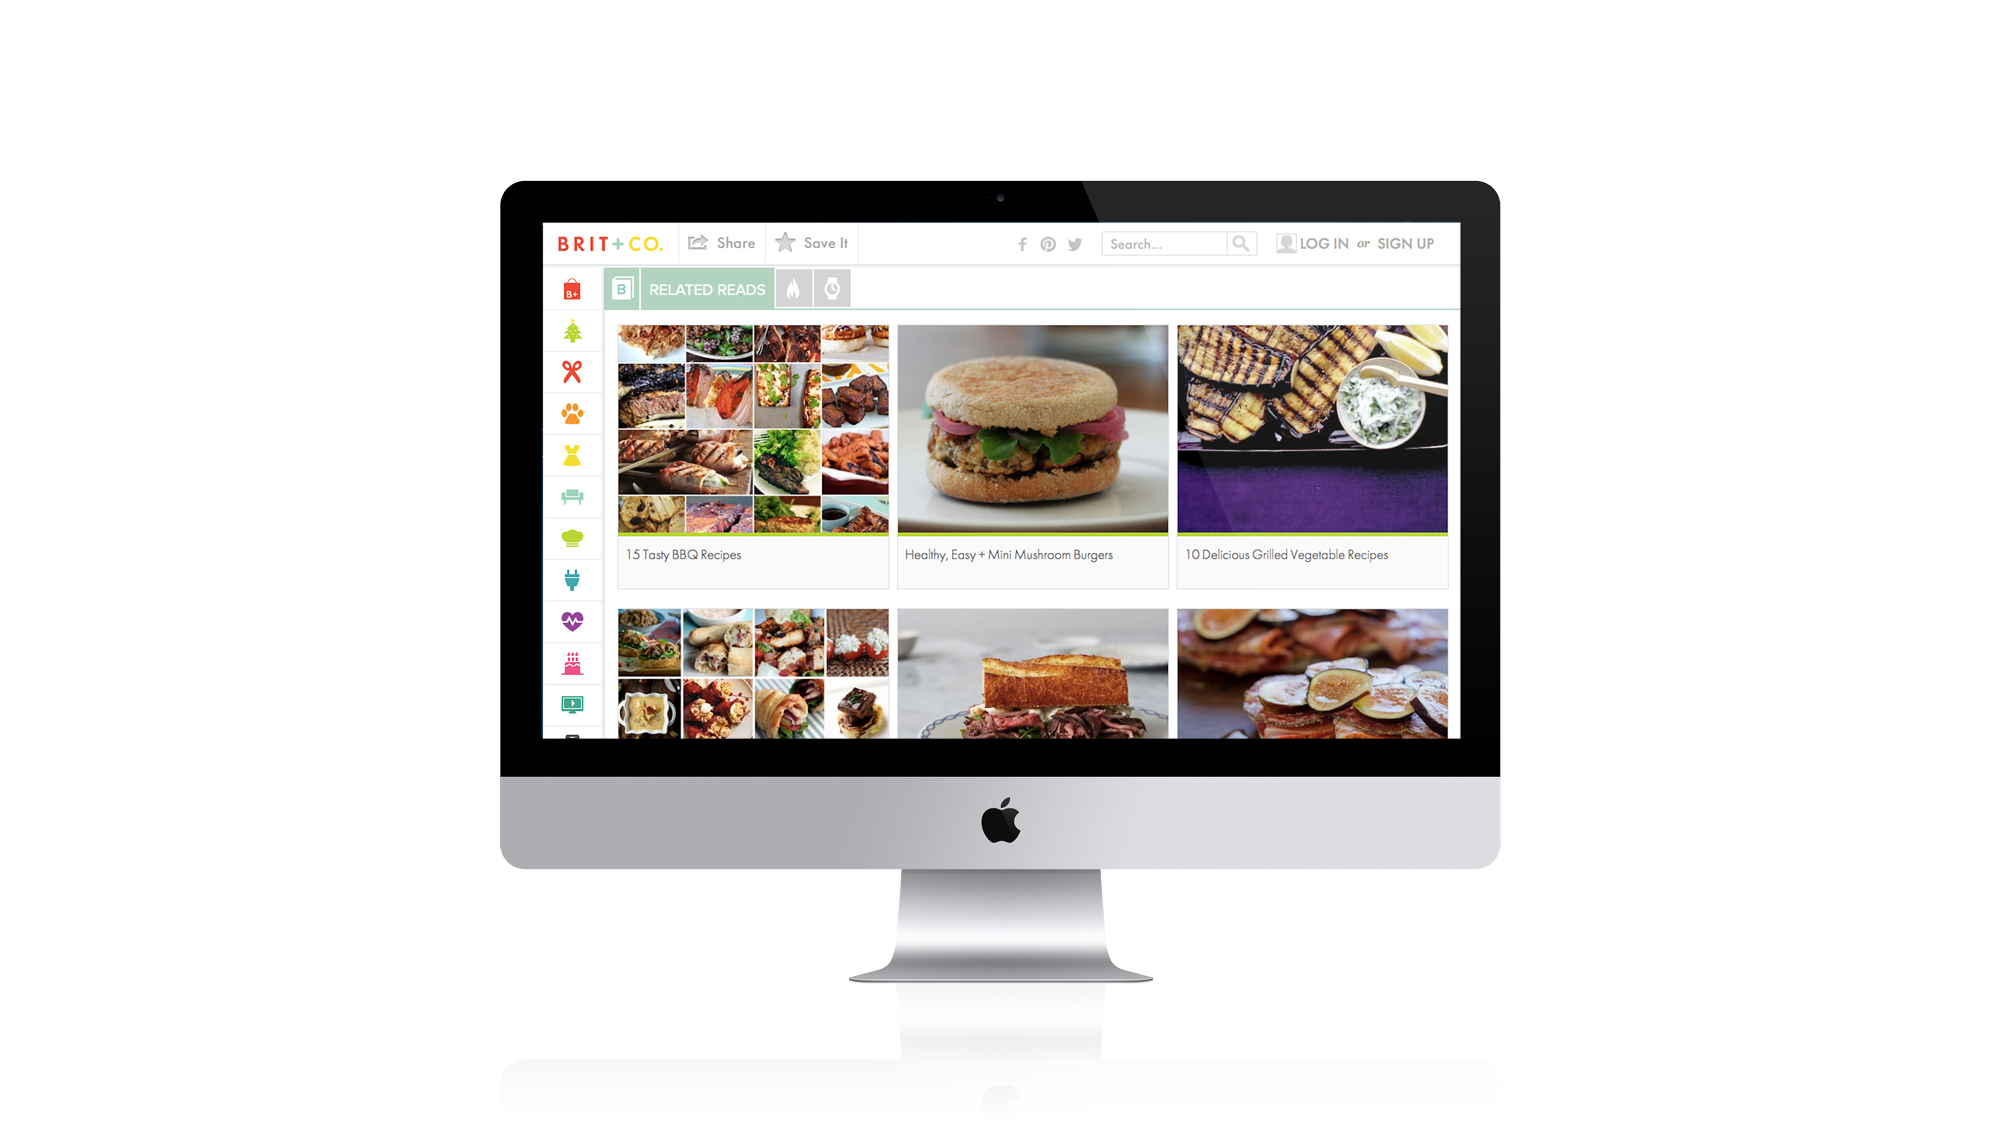 BRIT+CO.
Share
Save It
Search...
LOG IN or SIGN UP
B+
B
RELATED READS
15 Tasty BBQ Recipes
Healthy, Easy + Mini Mushroom Burgers
10 Delicious Grilled Vegetable Recipes